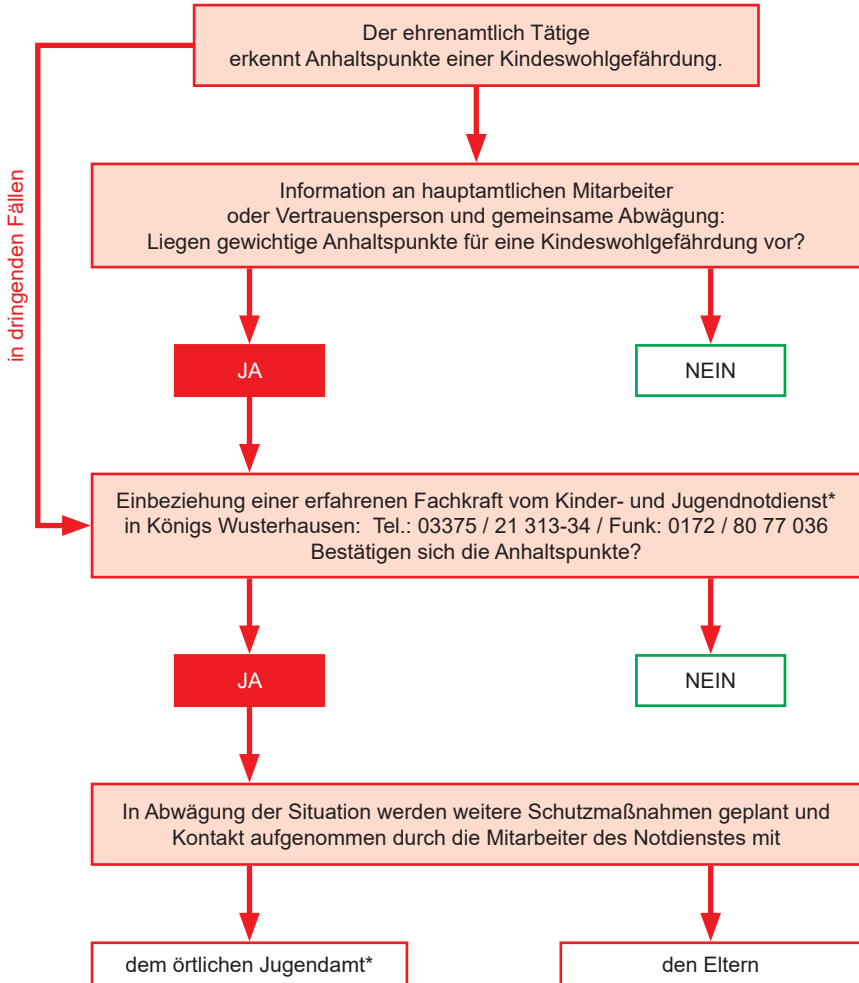 Der ehrenamtlich Tätige
erkennt Anhaltspunkte einer Kindeswohlgefährdung.
in dringenden Fällen
Information an hauptamtlichen Mitarbeiter
oder Vertrauensperson und gemeinsame Abwägung:
Liegen gewichtige Anhaltspunkte für eine Kindeswohlgefährdung vor?
JA
NEIN
Einbeziehung einer erfahrenen Fachkraft vom Kinder- und Jugendnotdienst*
in Königs Wusterhausen: Tel.: 03375 / 21 313-34 / Funk: 0172 / 80 77 036
Bestätigen sich die Anhaltspunkte?
JA
NEIN
In Abwägung der Situation werden weitere Schutzmaßnahmen geplant und
Kontakt aufgenommen durch die Mitarbeiter des Notdienstes mit
dem örtlichen Jugendamt*
den Eltern